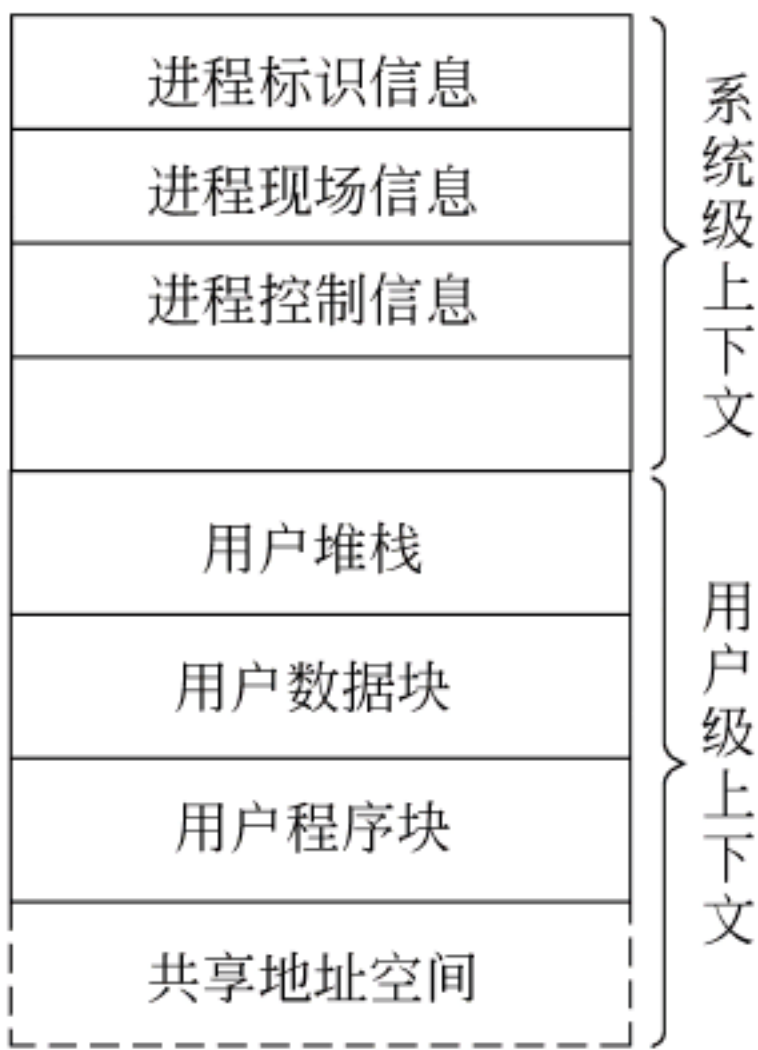 进程标识信息
进程现场信息
进程控制信息
系统级上下文
用户堆栈
用户数据块
用户程序块
共享地址空间
用户级上下文